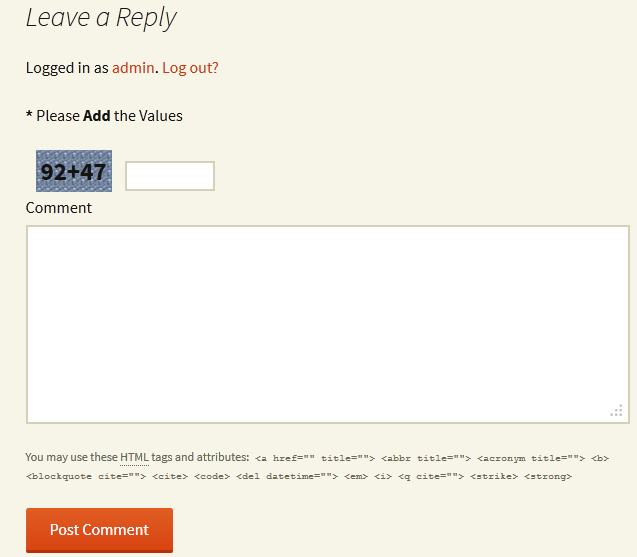 Leave a Reply
Logged in as admin. Log out?
* Please Add the Values
92+47
Comment
You may use these HTML tags and attributes: <a href="" title=""> <abbr title=""> <acronym title=""> <b>
<blockquote cite=""> <cite> <code> <del datetime=""> <em> <i> <q cite=""> <strike> <strong>
Post Comment